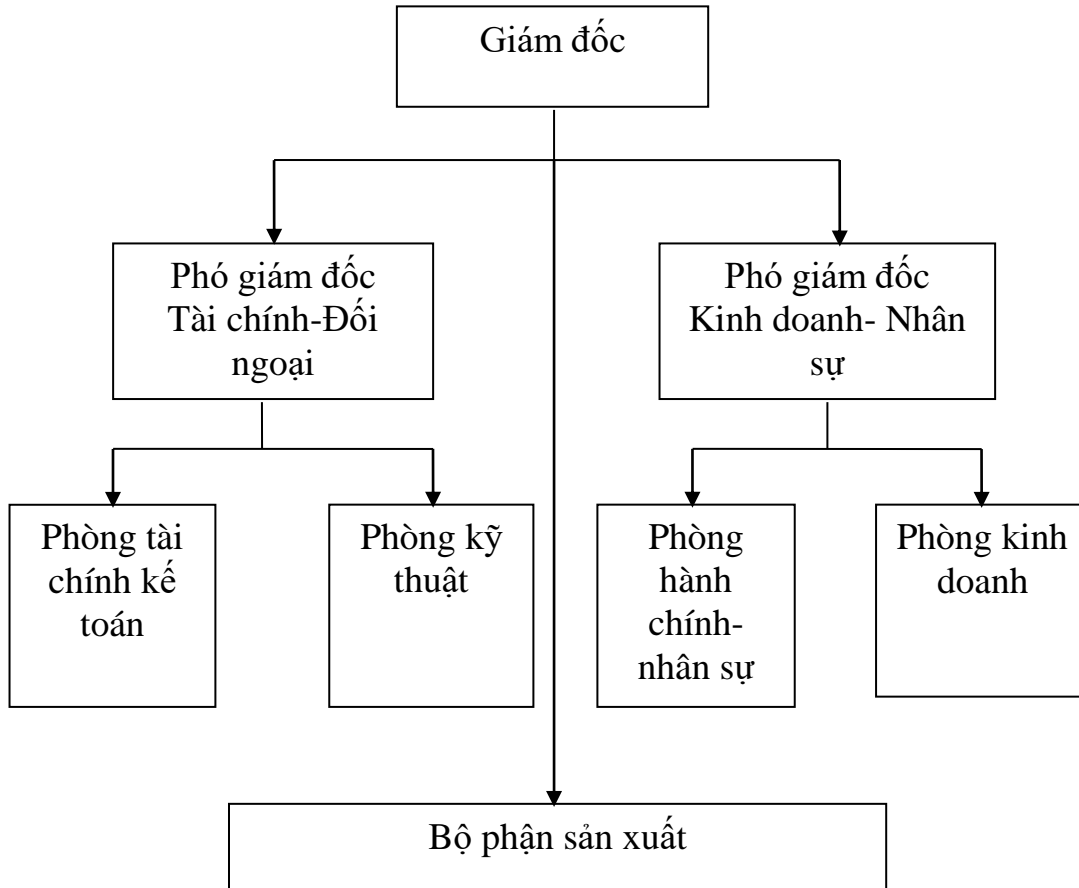 Giám đốc
Phó giám đốc
Tài chính-Đối
ngoại
Phó giám đốc
Kinh doanh- Nhân
sự
Phòng tài
chính kế
toán
Phòng kỹ
thuật
Phòng
hành
chính-
nhân sự
Phòng kinh
doanh
Bộ phận sản xuất